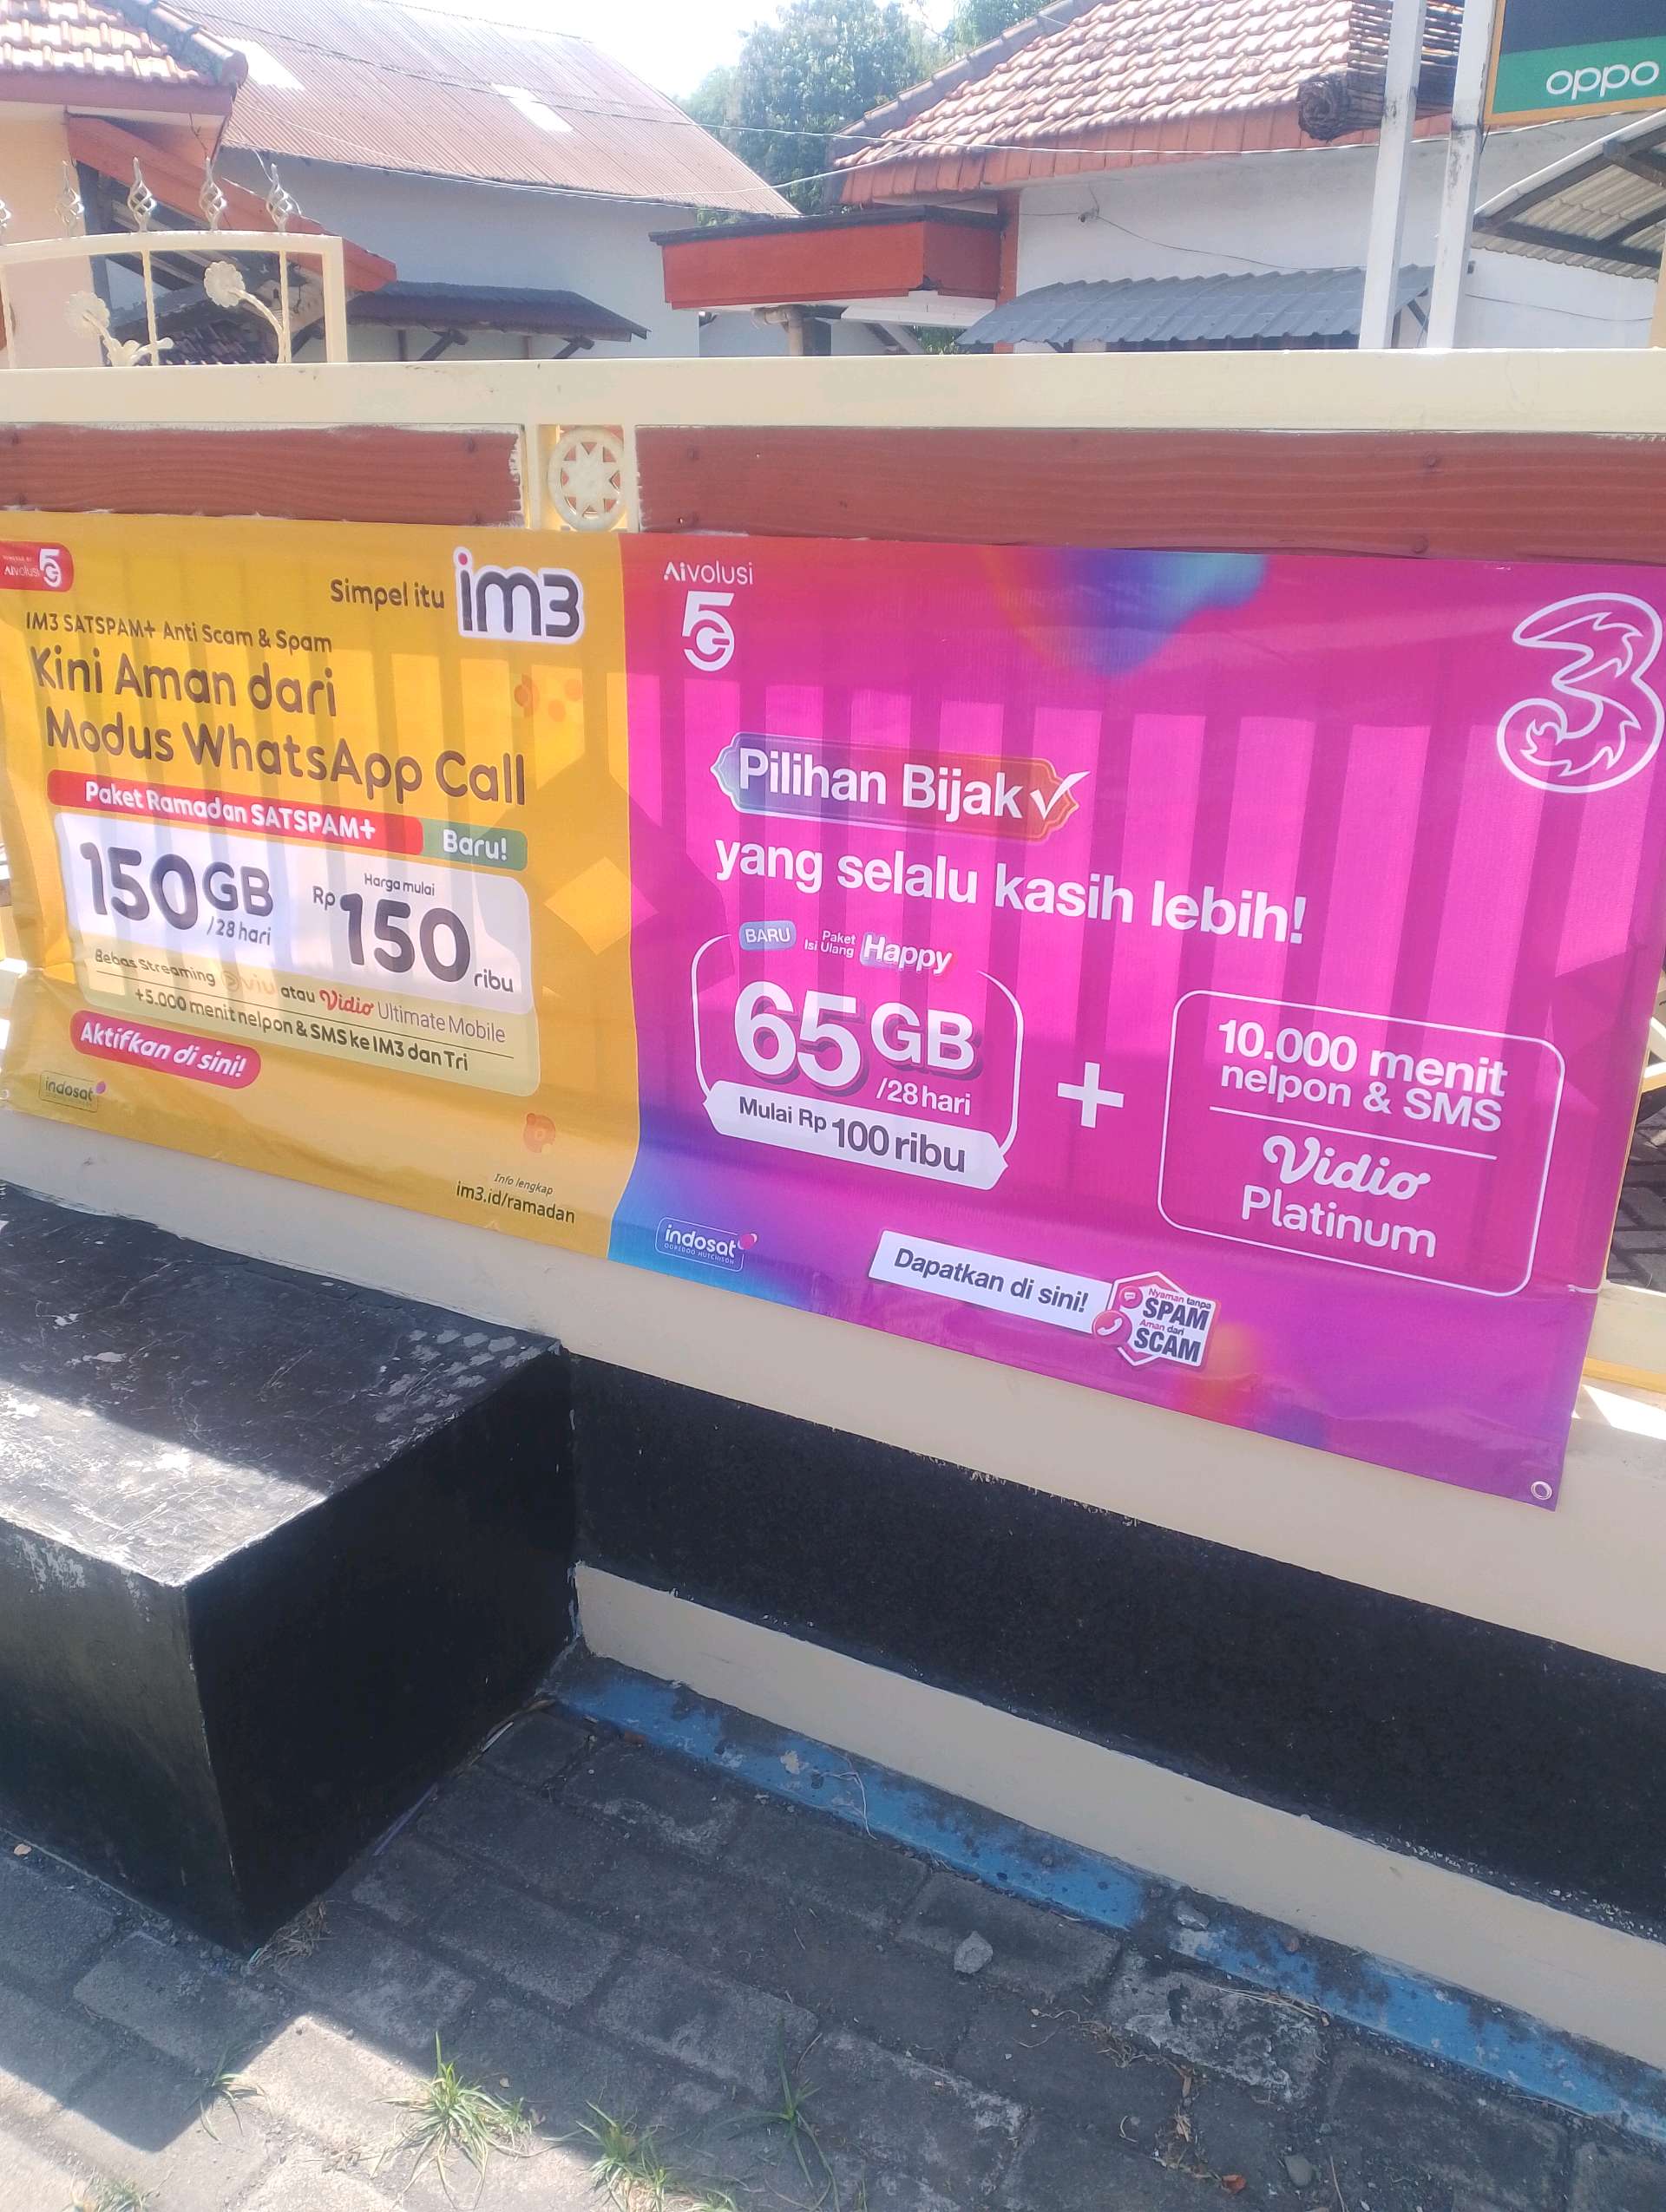 oppo
AIvolusi 5G
Simpel itu im3
IM3 SATSPAM+ Anti Scam & Spam
Kini Aman dari
Modus WhatsApp Call
Paket Ramadan SATSPAM+ Baru!
150GB
/28 hari
Harga mulai
Rp 150 ribu
Bebas Streaming viu atau Vidio Ultimate Mobile
+5.000 menit nelpon & SMS ke IM3 dan Tri
Aktifkan di sini!
indosat
Info lengkap
im3.id/ramadan
AIvolusi
5G
3
Pilihan Bijak
yang selalu kasih lebih!
BARU Paket Isi Ulang Happy
65GB
/28 hari
Mulai Rp 100 ribu
+
10.000 menit
nelpon & SMS
Vidio
Platinum
indosat
OOREDOO HUTCHISON
Dapatkan di sini!
Nyaman tanpa
SPAM
Aman dari
SCAM